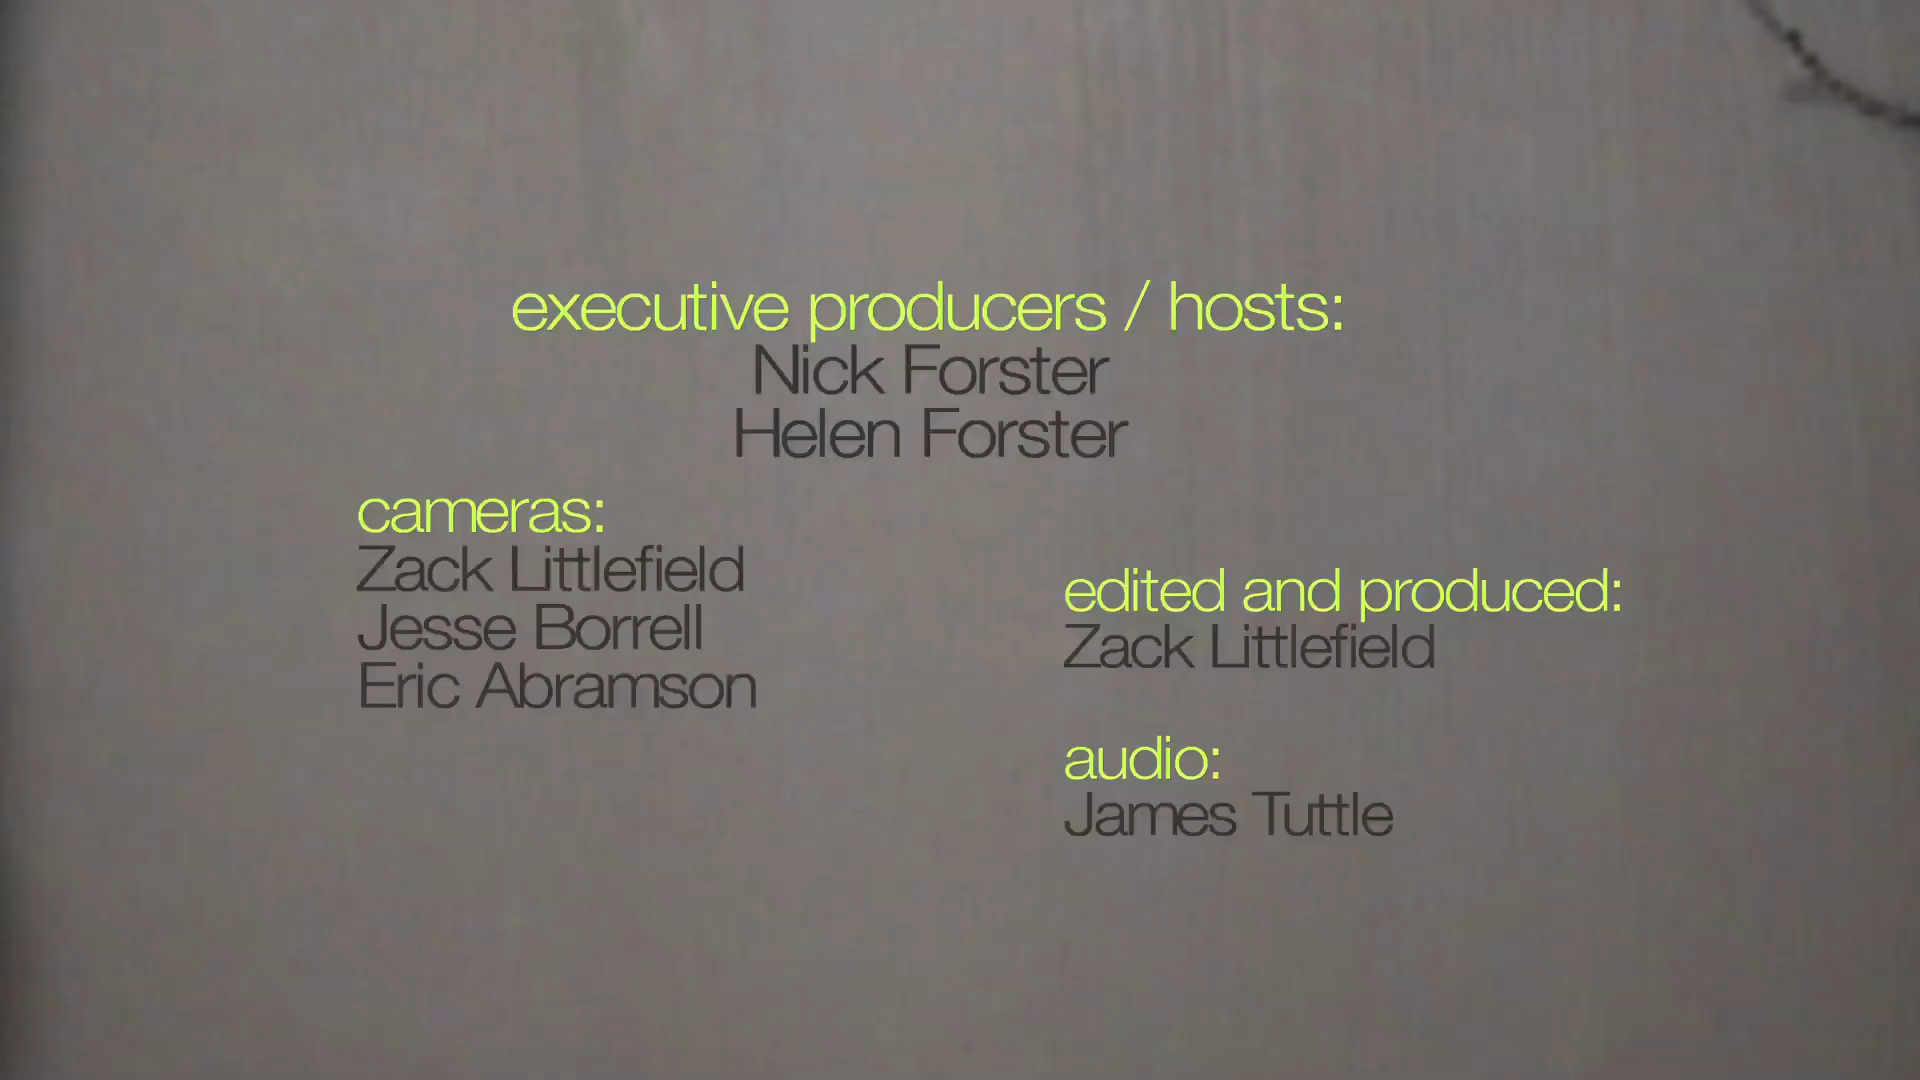 executive producers / hosts:
Nick Forster
Helen Forster
cameras:
Zack Littlefield
Jesse Borrell
Eric Abramson
edited and produced:
Zack Littlefield
audio:
James Tuttle